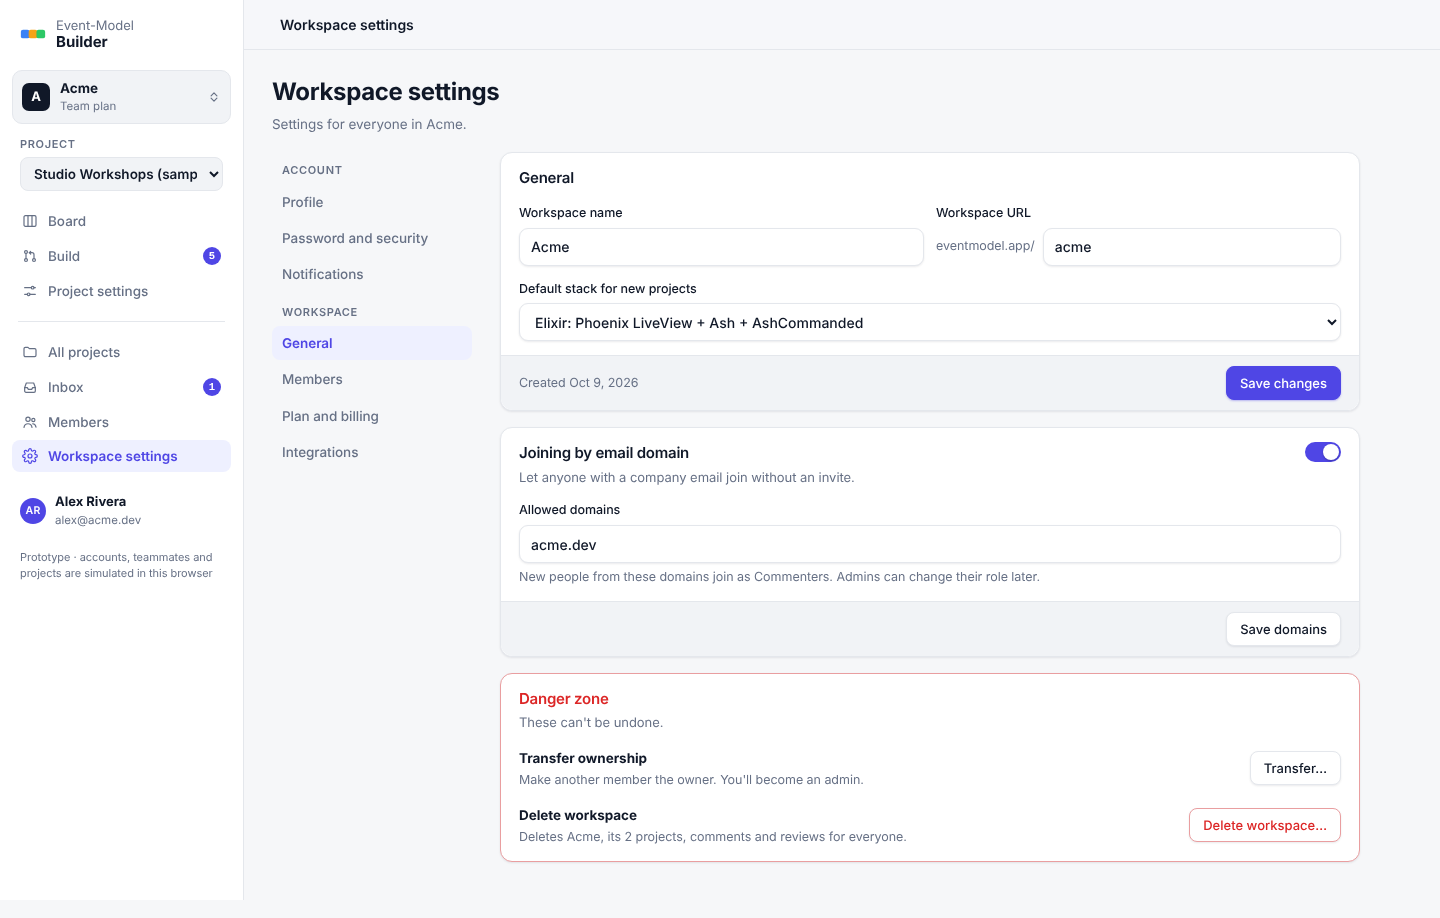 Event-Model
Builder
A
Acme
Team plan
PROJECT
Studio Workshops (samp
Board
Build
5
Project settings
All projects
Inbox
1
Members
Workspace settings
AR
Alex Rivera
alex@acme.dev
Prototype · accounts, teammates and
projects are simulated in this browser
Workspace settings
Workspace settings
Settings for everyone in Acme.
ACCOUNT
Profile
Password and security
Notifications
WORKSPACE
General
Members
Plan and billing
Integrations
General
Workspace name
Workspace URL
Acme
eventmodel.app/
acme
Default stack for new projects
Elixir: Phoenix LiveView + Ash + AshCommanded
Created Oct 9, 2026
Save changes
Joining by email domain
Let anyone with a company email join without an invite.
Allowed domains
acme.dev
New people from these domains join as Commenters. Admins can change their role later.
Save domains
Danger zone
These can't be undone.
Transfer ownership
Make another member the owner. You'll become an admin.
Transfer...
Delete workspace
Deletes Acme, its 2 projects, comments and reviews for everyone.
Delete workspace...